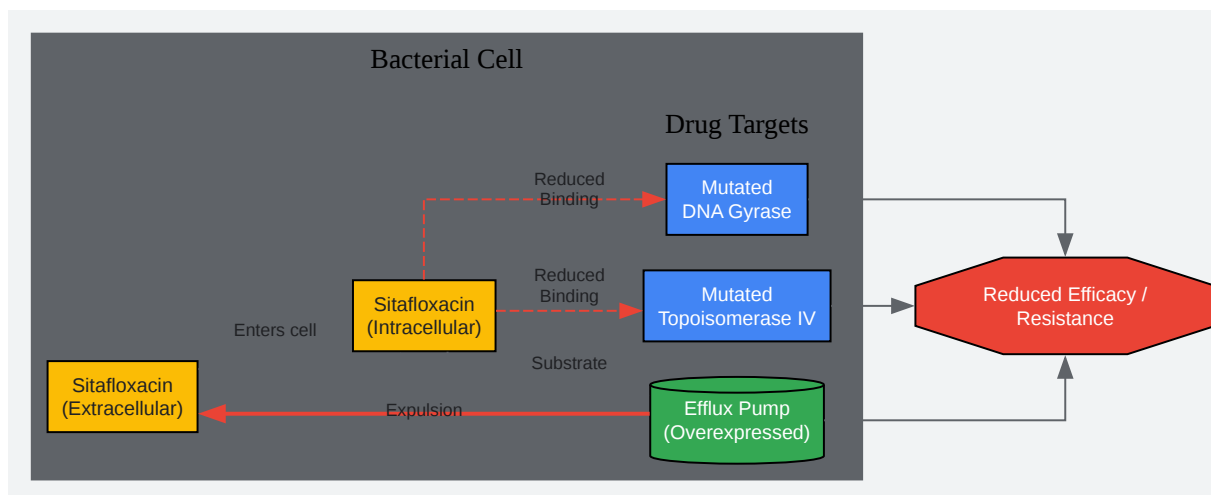 Bacterial Cell
Drug Targets
Reduced
Binding
Mutated
DNA Gyrase
Reduced
Binding
Mutated
Topoisomerase IV
Sitafloxacin
(Intracellular)
Reduced Efficacy /
Resistance
Enters cell
Substrate
Sitafloxacin
(Extracellular)
Expulsion
Efflux Pump
(Overexpressed)